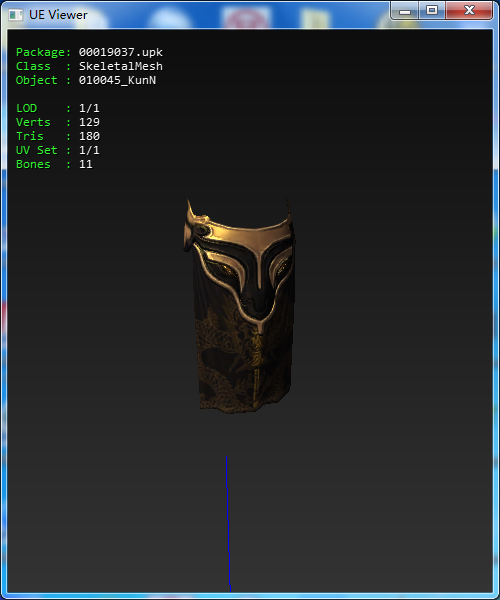 UE Viewer
Package: 00019037.upk
Class : SkeletalMesh
Object : 010045_KunN
LOD : 1/1
Verts : 129
Tris : 180
UV Set : 1/1
Bones : 11